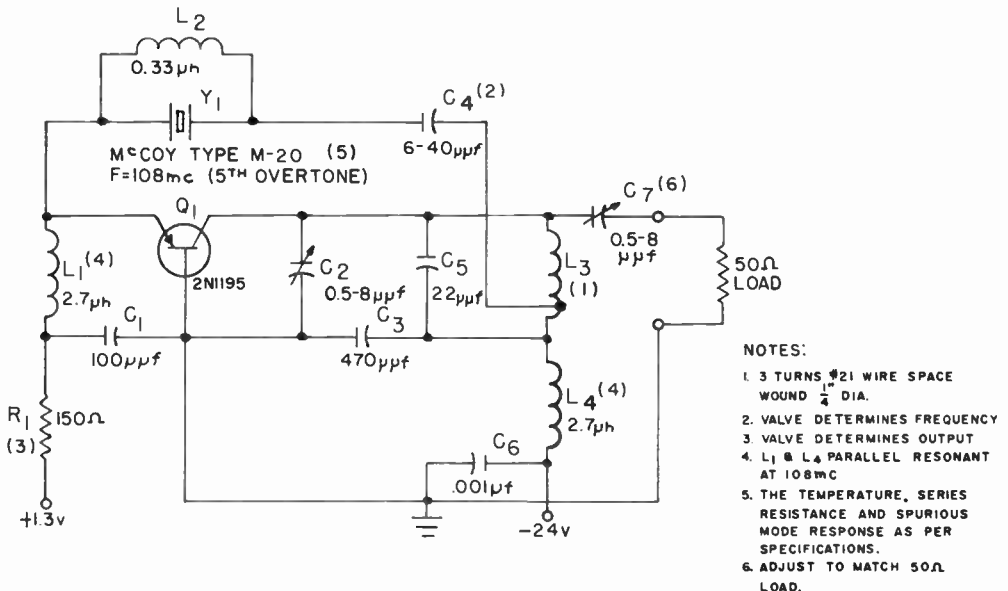 L2
0.33μh
Y1
C4(2)
6-40μμf
McCOY TYPE M-20 (5)
F=108mc (5TH OVERTONE)
Q1
C7(6)
0.5-8
μμf
L1(4)
2.7μh
2N1195
C2
0.5-8μμf
C5
22μμf
L3
(1)
50Ω
LOAD
C1
100μμf
C3
470μμf
R1
(3)
150Ω
L4(4)
2.7μh
C6
.001μf
+1.3v
-24v
NOTES:
1. 3 TURNS #21 WIRE SPACE
WOUND 1/4" DIA.
2. VALVE DETERMINES FREQUENCY
3. VALVE DETERMINES OUTPUT
4. L1 & L4 PARALLEL RESONANT
AT 108mc
5. THE TEMPERATURE, SERIES
RESISTANCE AND SPURIOUS
MODE RESPONSE AS PER
SPECIFICATIONS.
6. ADJUST TO MATCH 50Ω
LOAD.